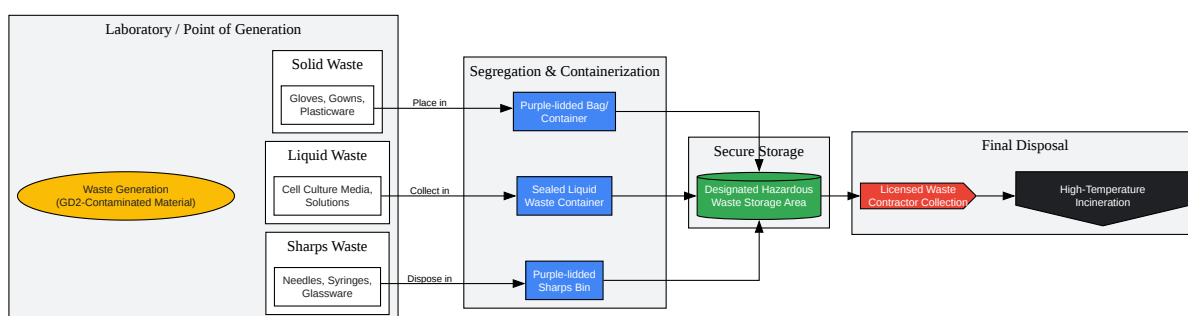 Laboratory / Point of Generation
Waste Generation
(GD2-Contaminated Material)
Solid Waste
Gloves, Gowns,
Plasticware
Liquid Waste
Cell Culture Media,
Solutions
Sharps Waste
Needles, Syringes,
Glassware
Place in
Collect in
Dispose in
Segregation & Containerization
Purple-lidded Bag/
Container
Sealed Liquid
Waste Container
Purple-lidded
Sharps Bin
Secure Storage
Designated Hazardous
Waste Storage Area
Final Disposal
Licensed Waste
Contractor Collection
High-Temperature
Incineration